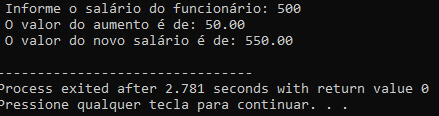 Informe o salário do funcionário: 500
O valor do aumento é de: 50.00
O valor do novo salário é de: 550.00
--------------------------------
Process exited after 2.781 seconds with return value 0
Pressione qualquer tecla para continuar. . .